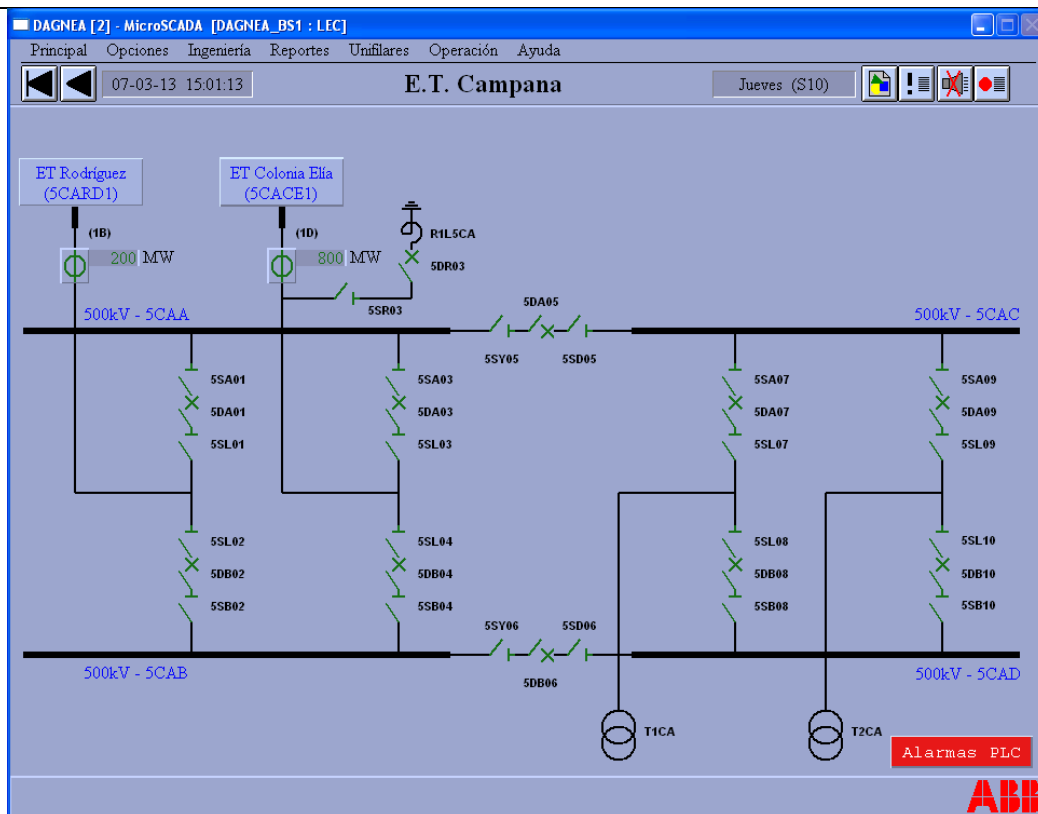 DAGNEA [2] - MicroSCADA [DAGNEA_BS1 : LEC]
Principal Opciones Ingeniería Reportes Unifilares Operación Ayuda
07-03-13 15:01:13 E.T. Campana Jueves (S10)
ET Rodríguez
(5CARD1)
ET Colonia Elía
(5CACE1)
(1B)
200 MW
(1D)
800 MW
R1L5CA
5DR03
5SR03
500kV - 5CAA
5DA05
500kV - 5CAC
5SY05 5SD05
5SA01 5SA03 5SA07 5SA09
5DA01 5DA03 5DA07 5DA09
5SL01 5SL03 5SL07 5SL09
5SL02 5SL04 5SL08 5SL10
5DB02 5DB04 5DB08 5DB10
5SB02 5SB04 5SB08 5SB10
5SY06 5SD06
500kV - 5CAB
5DB06
500kV - 5CAD
T1CA
T2CA
Alarmas PLC
ABB